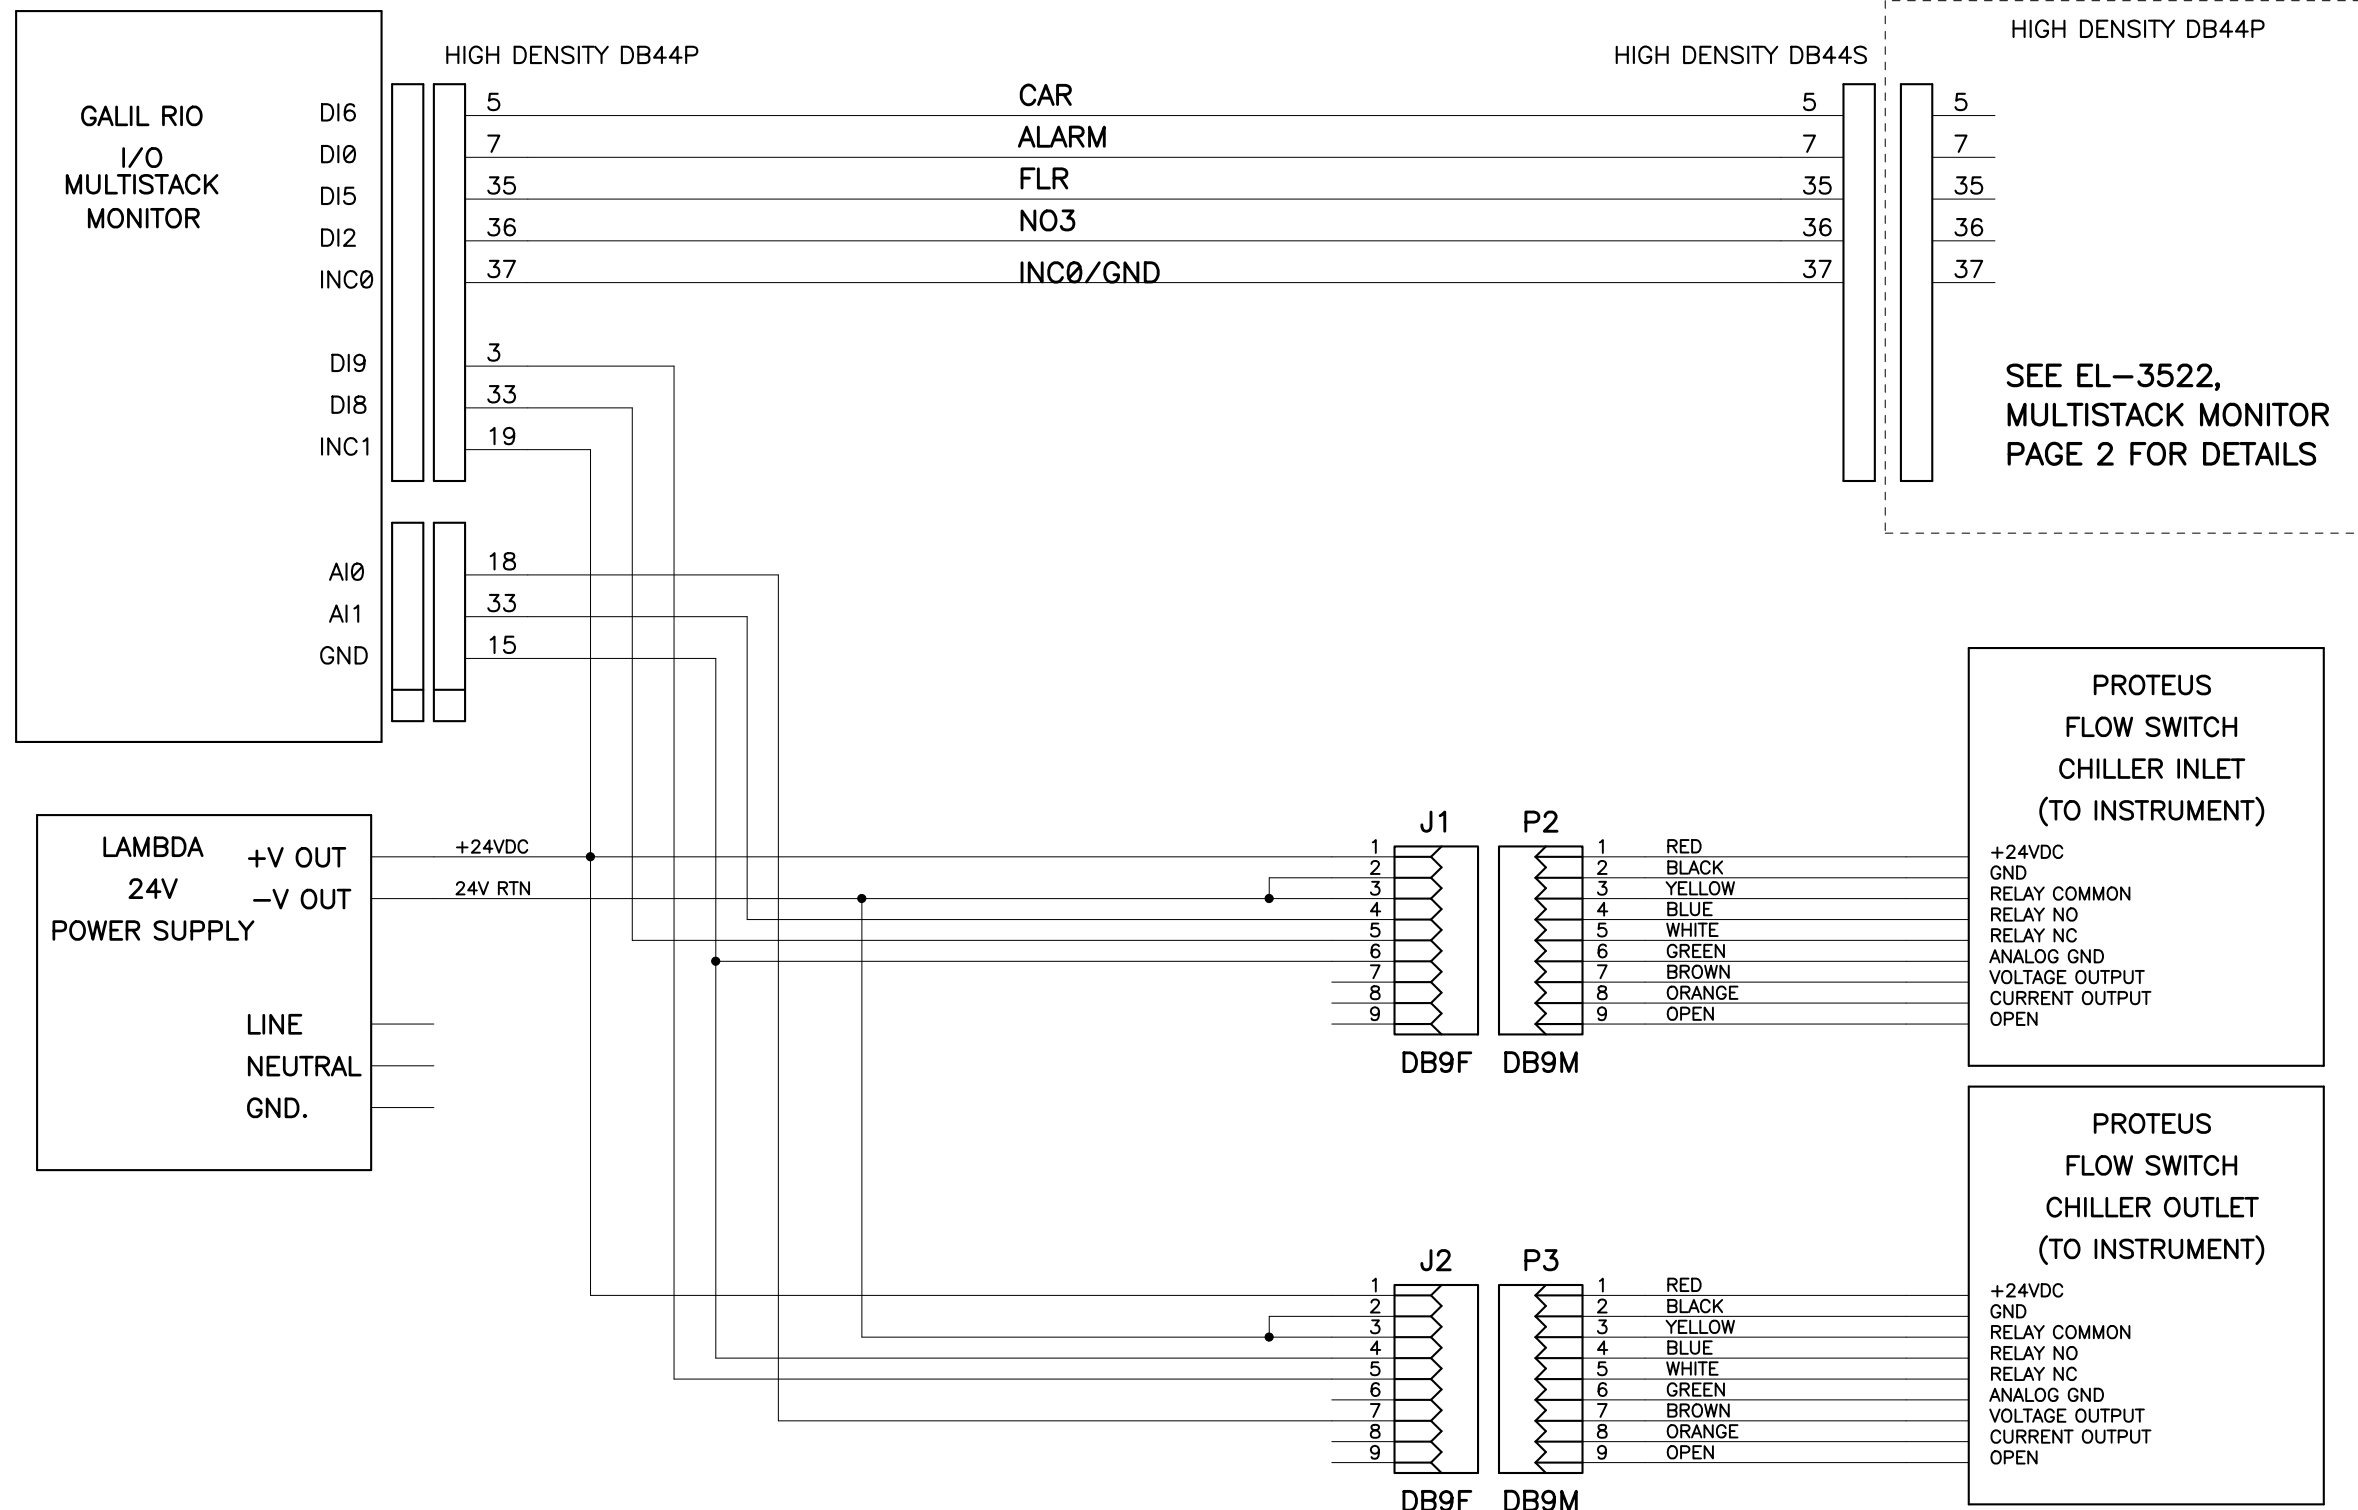 HIGH DENSITY DB44P
HIGH DENSITY DB44S
HIGH DENSITY DB44P
GALIL RIO
I/O
MULTISTACK
MONITOR
DI6 5 CAR 5 5
DI0 7 ALARM 7 7
DI5 35 FLR 35 35
DI2 36 NO3 36 36
INC0 37 INC0/GND 37 37
DI9 3
DI8 33
INC1 19
SEE EL-3522,
MULTISTACK MONITOR
PAGE 2 FOR DETAILS
AI0 18
AI1 33
GND 15
LAMBDA
24V
POWER SUPPLY
+V OUT +24VDC
-V OUT 24V RTN
LINE
NEUTRAL
GND.
PROTEUS
FLOW SWITCH
CHILLER INLET
(TO INSTRUMENT)
J1 P2
1 1 RED +24VDC
2 2 BLACK GND
3 3 YELLOW RELAY COMMON
4 4 BLUE RELAY NO
5 5 WHITE RELAY NC
6 6 GREEN ANALOG GND
7 7 BROWN VOLTAGE OUTPUT
8 8 ORANGE CURRENT OUTPUT
9 9 OPEN OPEN
DB9F DB9M
PROTEUS
FLOW SWITCH
CHILLER OUTLET
(TO INSTRUMENT)
J2 P3
1 1 RED +24VDC
2 2 BLACK GND
3 3 YELLOW RELAY COMMON
4 4 BLUE RELAY NO
5 5 WHITE RELAY NC
6 6 GREEN ANALOG GND
7 7 BROWN VOLTAGE OUTPUT
8 8 ORANGE CURRENT OUTPUT
9 9 OPEN OPEN
DB9F DB9M